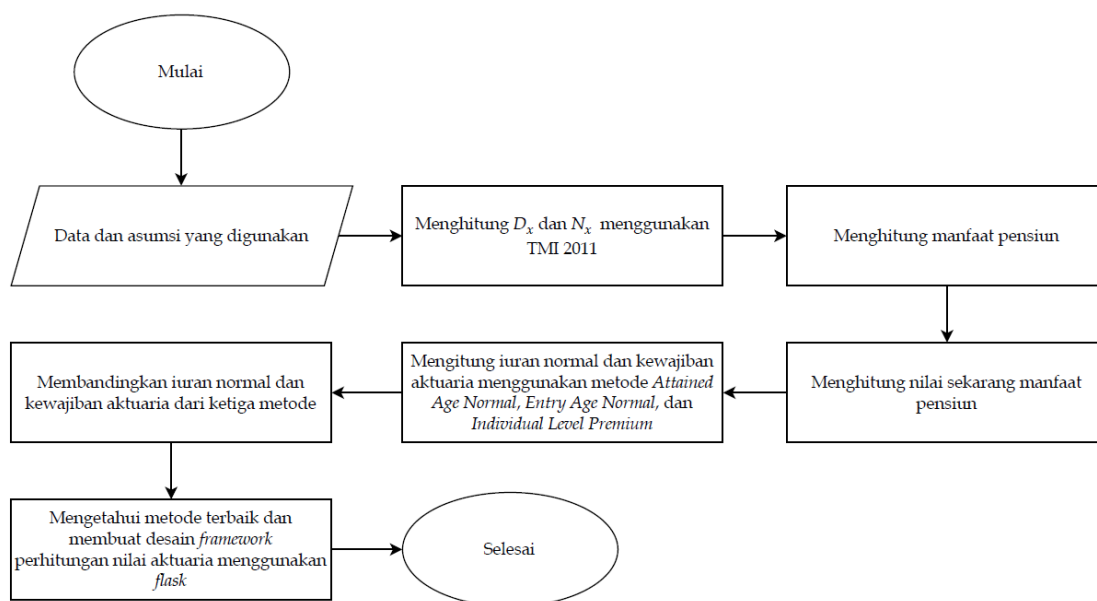 Mulai
Data dan asumsi yang digunakan
Menghitung D_x dan N_x menggunakan
TMI 2011
Menghitung manfaat pensiun
Menghitung nilai sekarang manfaat
pensiun
Mengitung iuran normal dan kewajiban
aktuaria menggunakan metode Attained
Age Normal, Entry Age Normal, dan
Individual Level Premium
Membandingkan iuran normal dan
kewajiban aktuaria dari ketiga metode
Mengetahui metode terbaik dan
membuat desain framework
perhitungan nilai aktuaria menggunakan
flask
Selesai